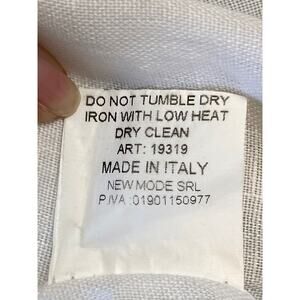 DO NOT TUMBLE DRY
IRON WITH LOW HEAT
DRY CLEAN
ART: 19319
MADE IN ITALY
NEW MODE SRL
P.IVA :01901150977